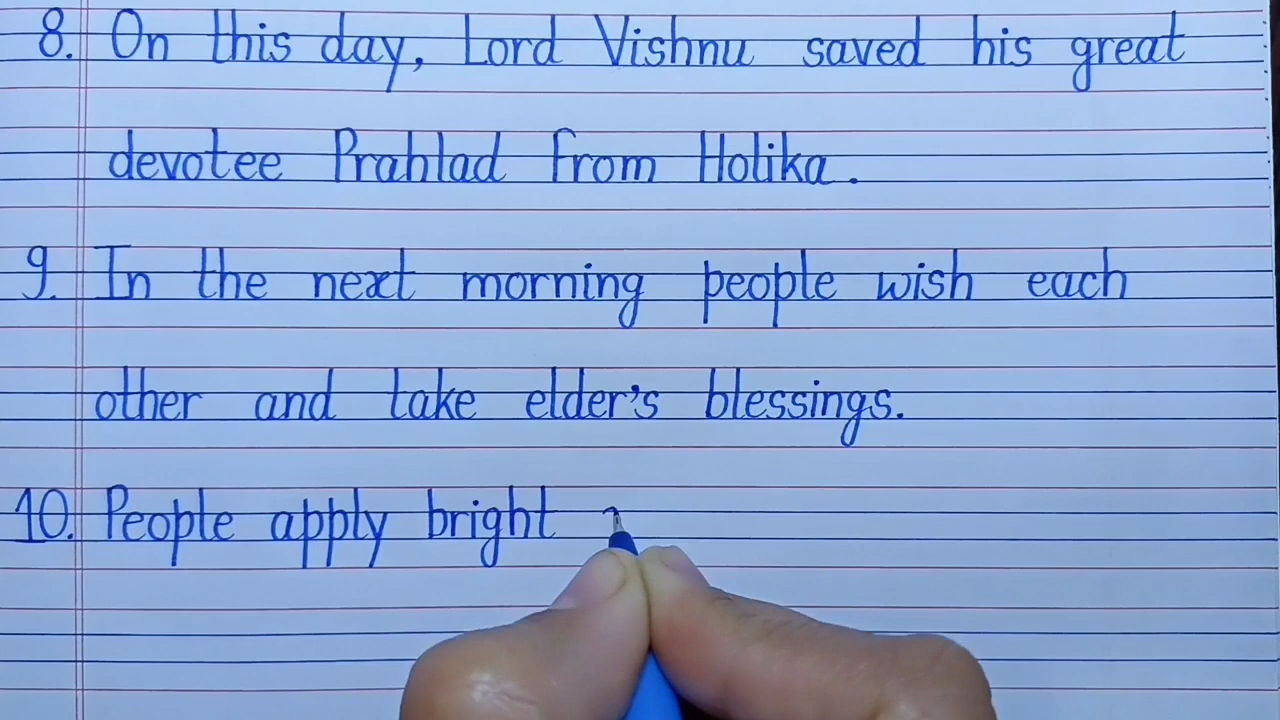 8. On this day, Lord Vishnu saved his great
devotee Prahlad from Holika.
9. In the next morning people wish each
other and take elder's blessings.
10. People apply bright